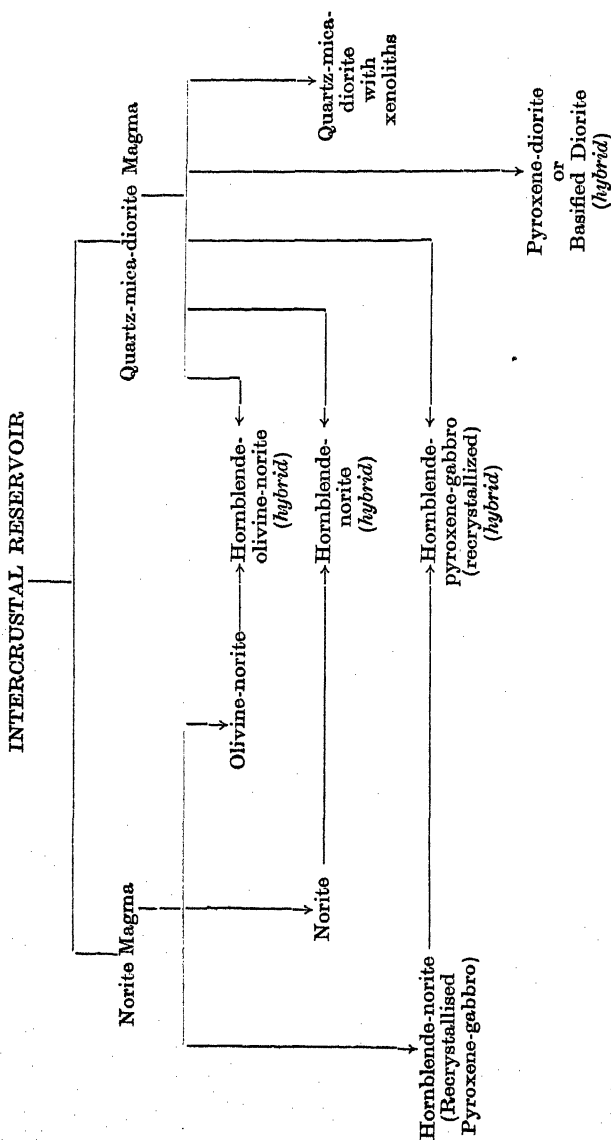 INTERCRUSTAL RESERVOIR
Norite Magma
Quartz-mica-diorite Magma
Olivine-norite
Hornblende-
olivine-norite
(hybrid)
Quartz-mica-
diorite
with
xenoliths
Norite
Hornblende-
norite
(hybrid)
Hornblende-norite
(Recrystallised
Pyroxene-gabbro)
Hornblende-
pyroxene-gabbro
(recrystallized)
(hybrid)
Pyroxene-diorite
or
Basified Diorite
(hybrid)